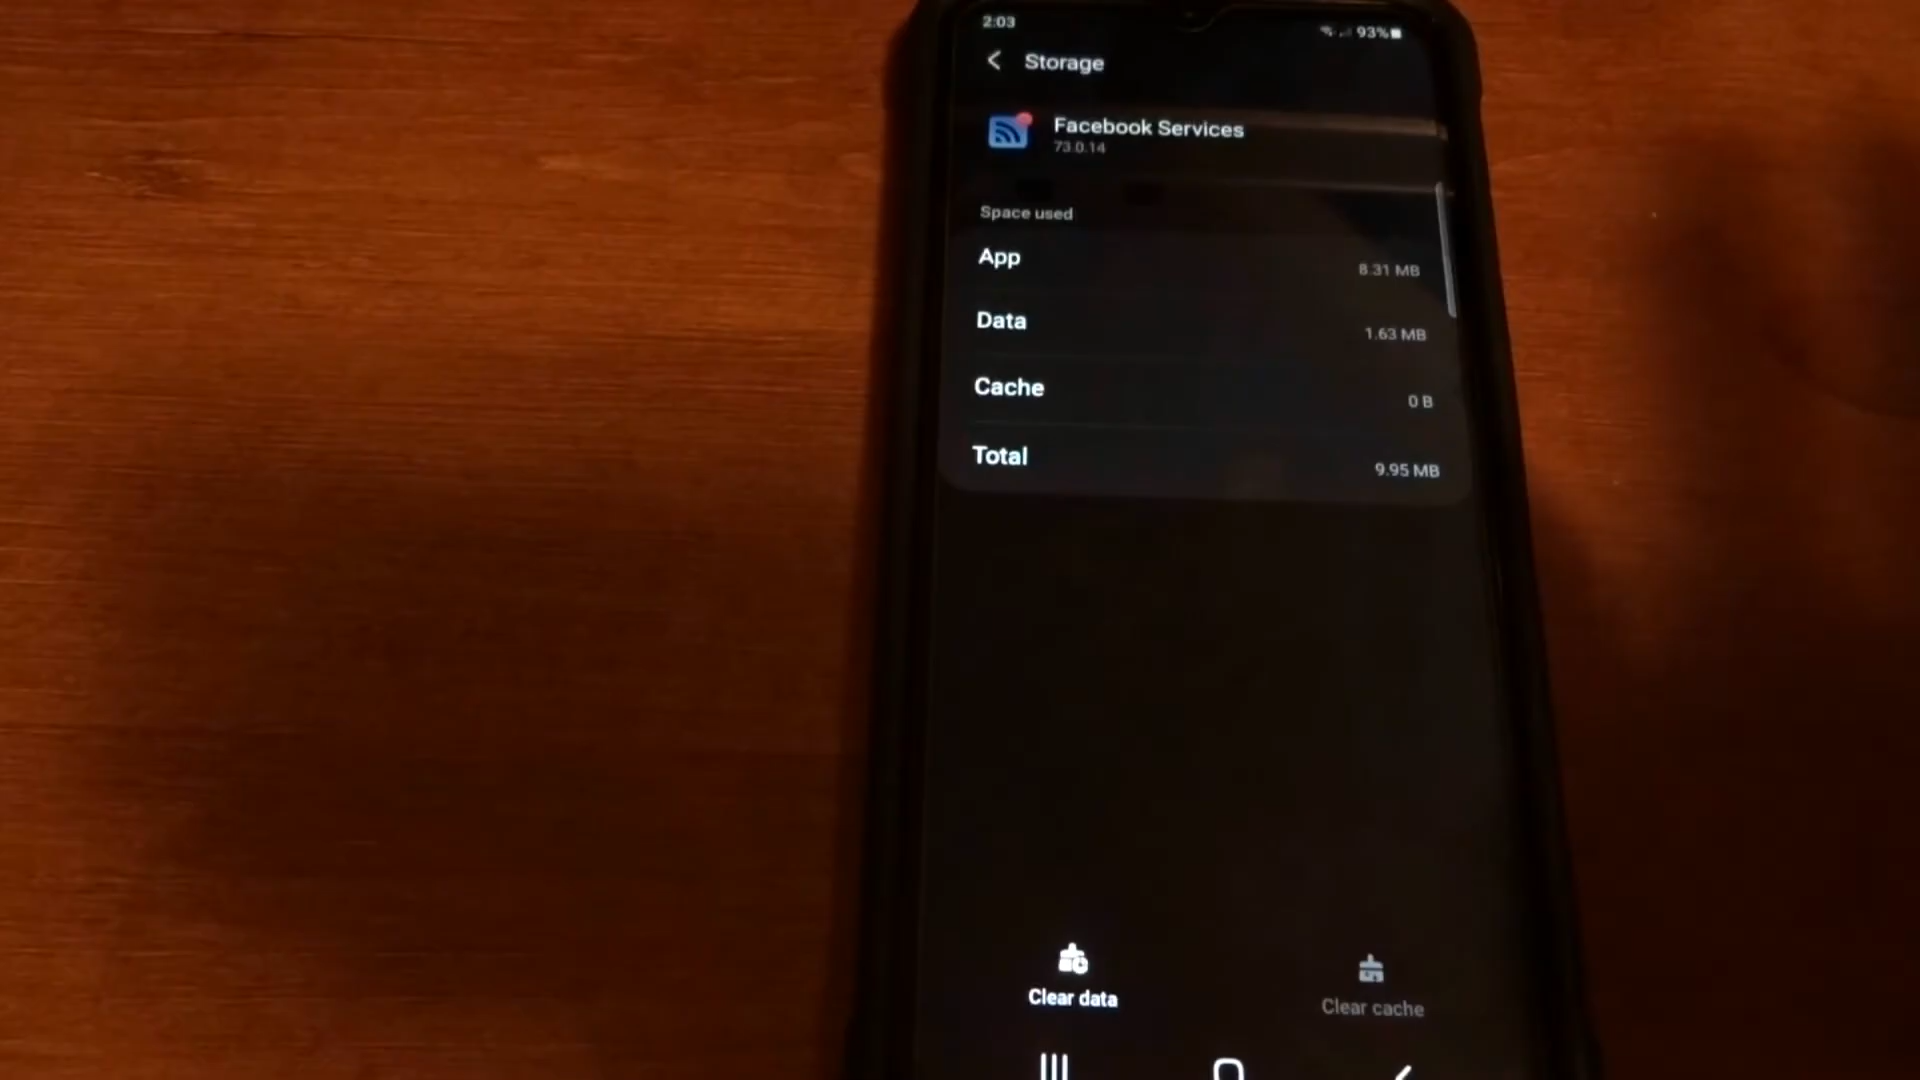 2:03
93%
Storage
Facebook Services
73.0.14
Space used
App
8.31 MB
Data
1.63 MB
Cache
0 B
Total
9.95 MB
Clear data
Clear cache